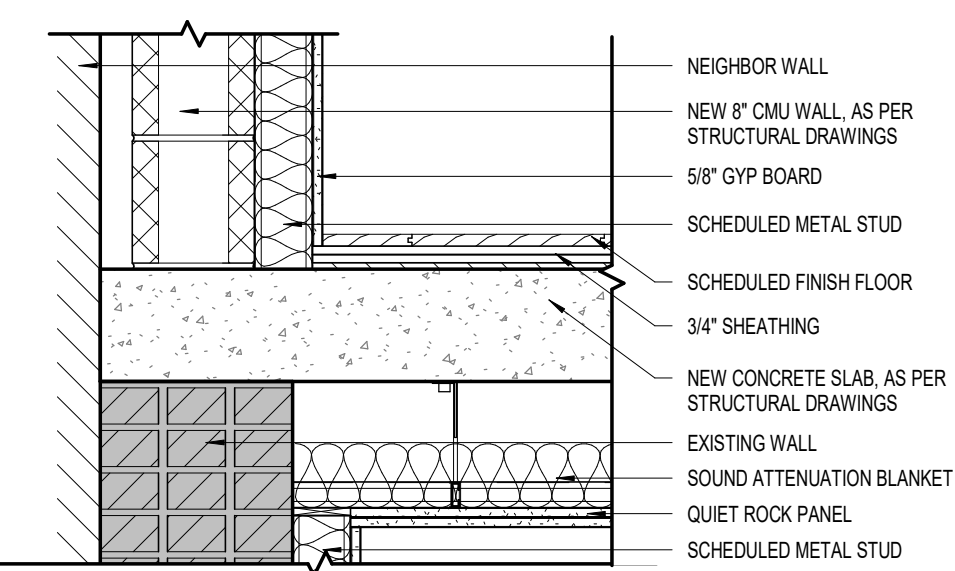 NEIGHBOR WALL
NEW 8" CMU WALL, AS PER
STRUCTURAL DRAWINGS
5/8" GYP BOARD
SCHEDULED METAL STUD
SCHEDULED FINISH FLOOR
3/4" SHEATHING
NEW CONCRETE SLAB, AS PER
STRUCTURAL DRAWINGS
EXISTING WALL
SOUND ATTENUATION BLANKET
QUIET ROCK PANEL
SCHEDULED METAL STUD